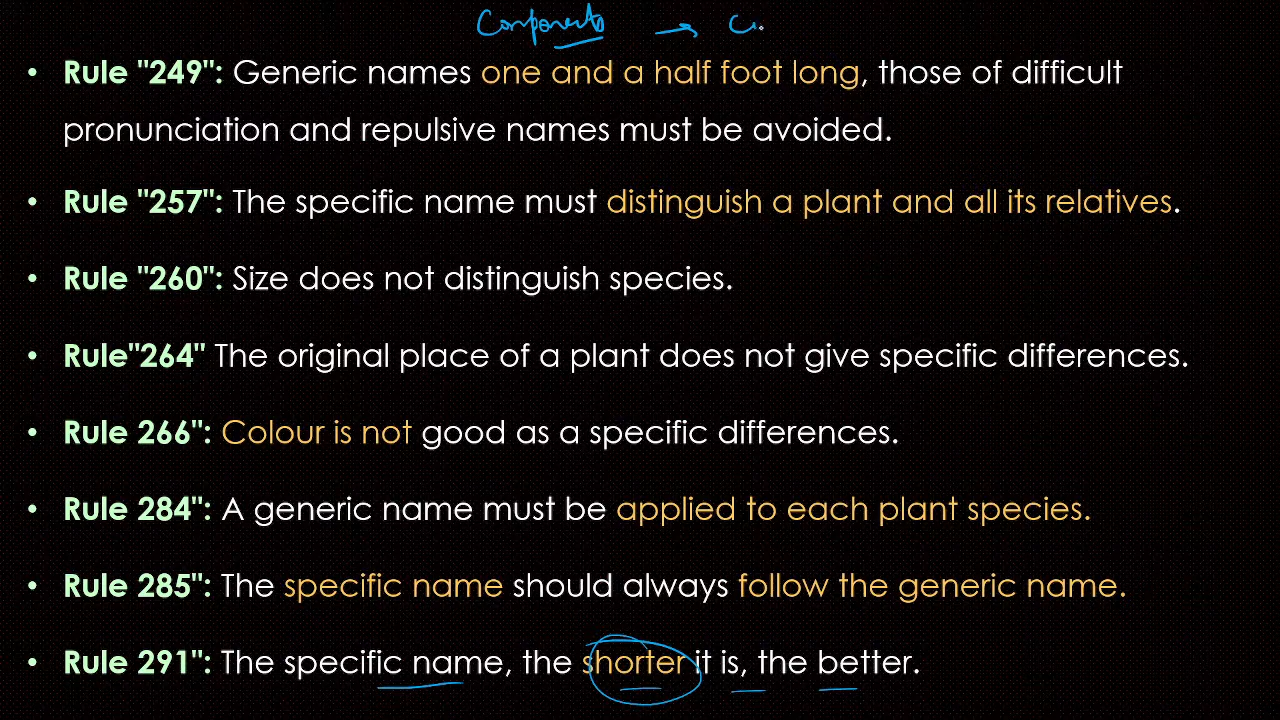 Components →
• Rule "249": Generic names one and a half foot long, those of difficult
pronunciation and repulsive names must be avoided.
• Rule "257": The specific name must distinguish a plant and all its relatives.
• Rule "260": Size does not distinguish species.
• Rule"264" The original place of a plant does not give specific differences.
• Rule 266": Colour is not good as a specific differences.
• Rule 284": A generic name must be applied to each plant species.
• Rule 285": The specific name should always follow the generic name.
• Rule 291": The specific name, the shorter it is, the better.